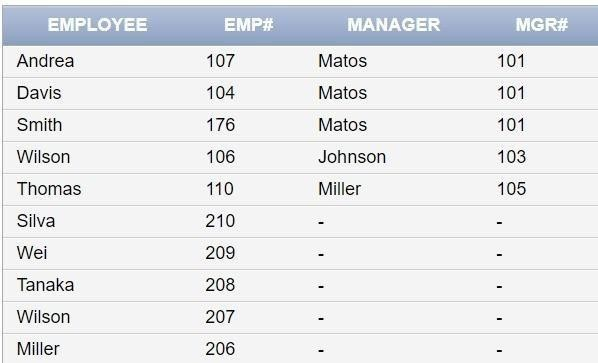 EMPLOYEE EMP# MANAGER MGR#
Andrea 107 Matos 101
Davis 104 Matos 101
Smith 176 Matos 101
Wilson 106 Johnson 103
Thomas 110 Miller 105
Silva 210 - -
Wei 209 - -
Tanaka 208 - -
Wilson 207 - -
Miller 206 - -